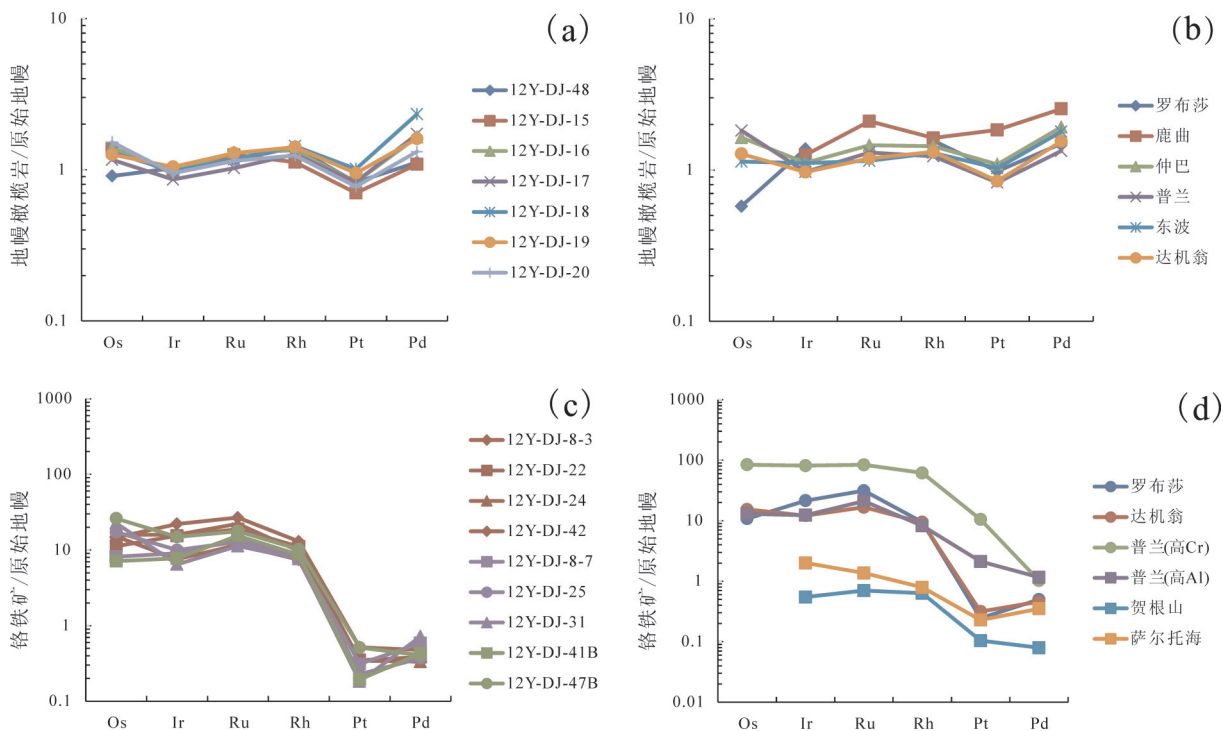 (a)
地幔橄榄岩/原始地幔
10
1
0.1
Os Ir Ru Rh Pt Pd
12Y-DJ-48
12Y-DJ-15
12Y-DJ-16
12Y-DJ-17
12Y-DJ-18
12Y-DJ-19
12Y-DJ-20
(b)
地幔橄榄岩/原始地幔
10
1
0.1
Os Ir Ru Rh Pt Pd
罗布莎
鹿曲
仲巴
普兰
东波
达机翁
(c)
铬铁矿/原始地幔
1000
100
10
1
0.1
Os Ir Ru Rh Pt Pd
12Y-DJ-8-3
12Y-DJ-22
12Y-DJ-24
12Y-DJ-42
12Y-DJ-8-7
12Y-DJ-25
12Y-DJ-31
12Y-DJ-41B
12Y-DJ-47B
(d)
铬铁矿/原始地幔
1000
100
10
1
0.1
0.01
Os Ir Ru Rh Pt Pd
罗布莎
达机翁
普兰(高Cr)
普兰(高Al)
贺根山
萨尔托海